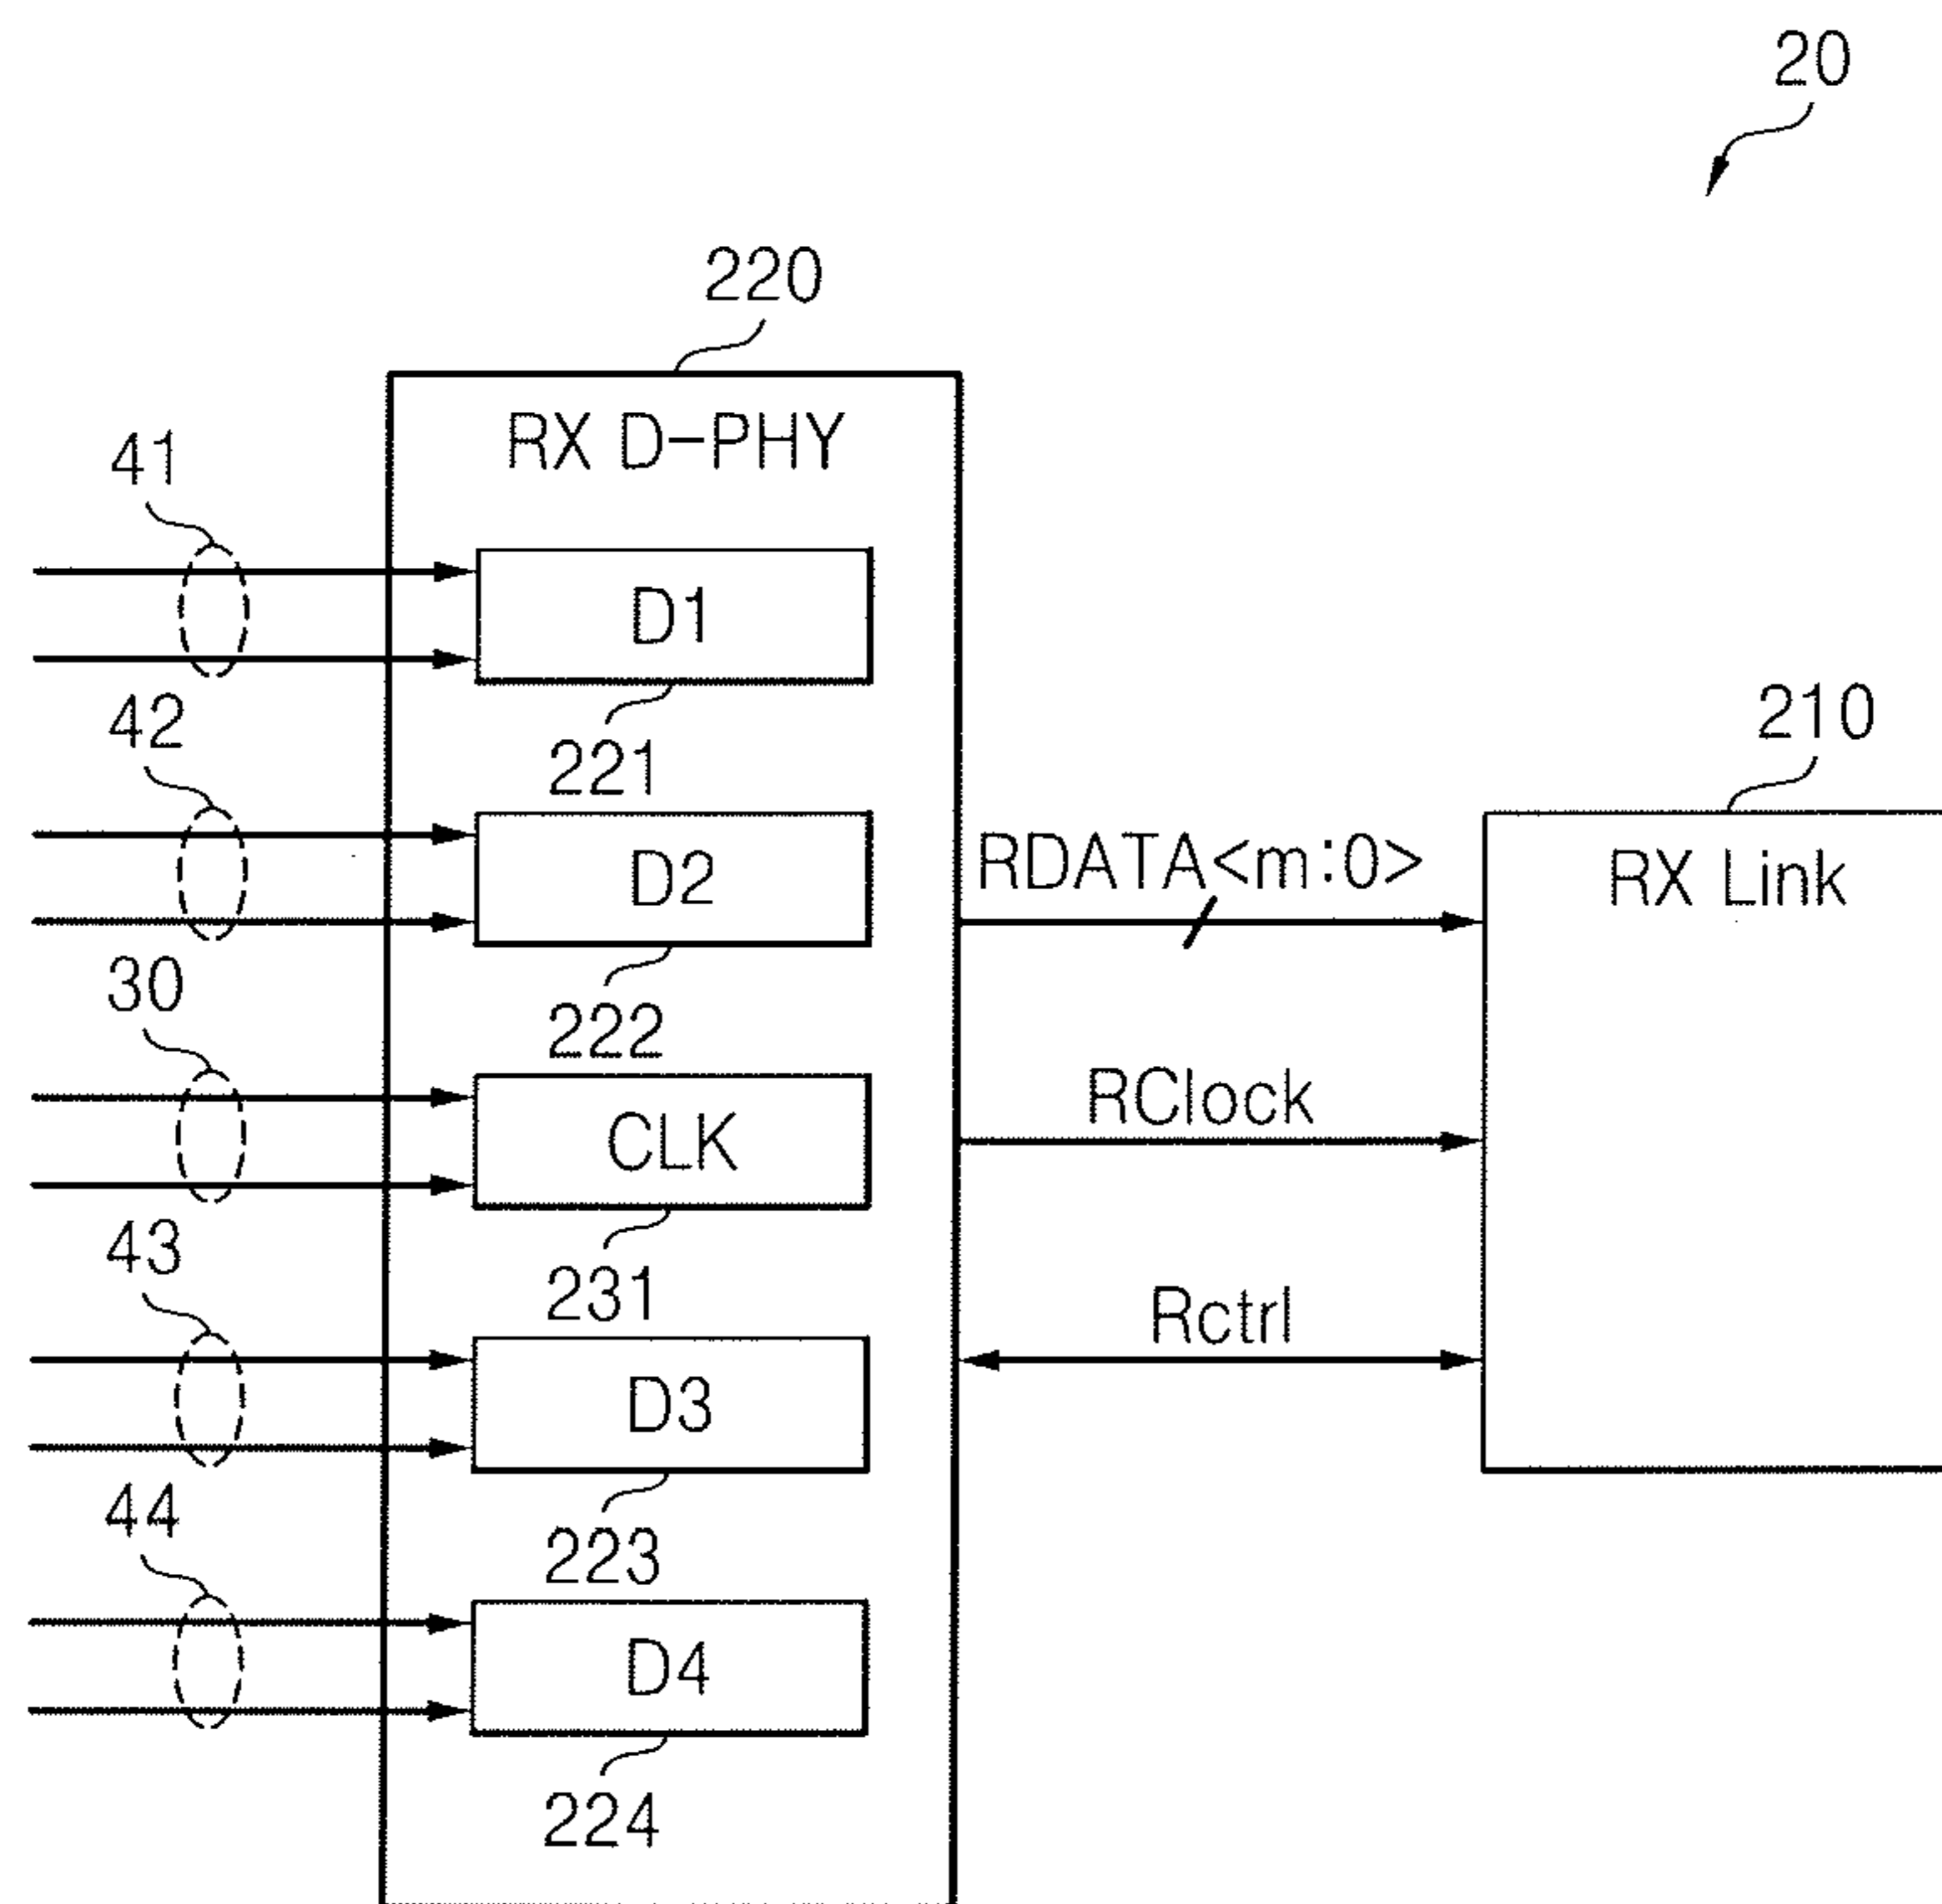 20
220
RX D-PHY
41
D1
221
42
D2
222
30
CLK
231
43
D3
223
44
D4
224
RDATA<m:0>
RClock
Rctrl
210
RX Link